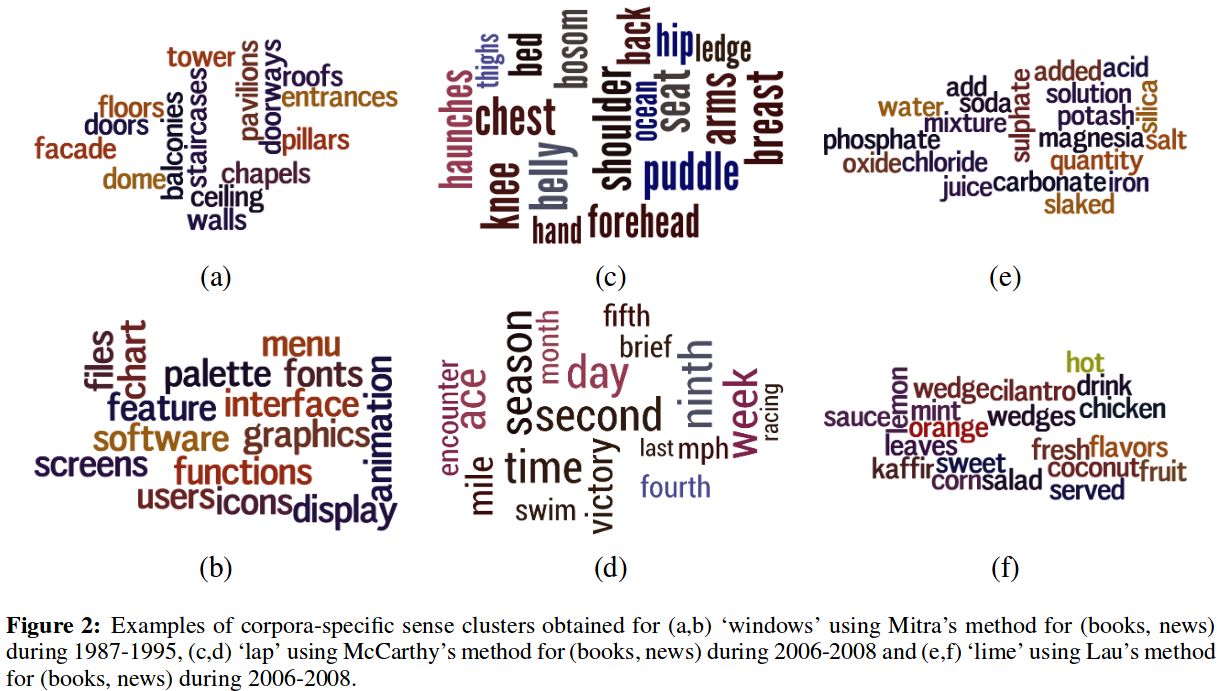 tower
pavilions
doorways
roofs
entrances
floors
doors
balconies
staircases
pillars
facade
dome
chapels
ceiling
walls
(a)
thighs
bed
bosom
back
hip
ledge
haunches
chest
shoulder
ocean
seat
arms
breast
knee
belly
puddle
hand
forehead
(c)
add
added
acid
water
soda
sulphate
solution
silica
phosphate
mixture
potash
magnesia
salt
oxide
chloride
quantity
juice
carbonate
iron
slaked
(e)
files
chart
menu
palette
fonts
animation
feature
interface
software
graphics
screens
functions
users
icons
display
(b)
season
month
fifth
brief
encounter
ace
day
ninth
second
week
racing
last
mph
mile
time
victory
fourth
swim
(d)
hot
lemon
wedge
cilantro
drink
sauce
mint
wedges
chicken
orange
leaves
fresh
flavors
kaffir
sweet
coconut
fruit
corn
salad
served
(f)
Figure 2: Examples of corpora-specific sense clusters obtained for (a,b) ‘windows’ using Mitra’s method for (books, news)
during 1987-1995, (c,d) ‘lap’ using McCarthy’s method for (books, news) during 2006-2008 and (e,f) ‘lime’ using Lau’s method
for (books, news) during 2006-2008.